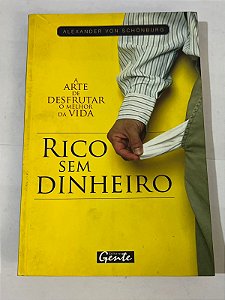 ALEXANDER VON SCHÖNBURG
A
ARTE DE
DESFRUTAR
O MELHOR
DA VIDA
RICO
SEM
DINHEIRO
Gente